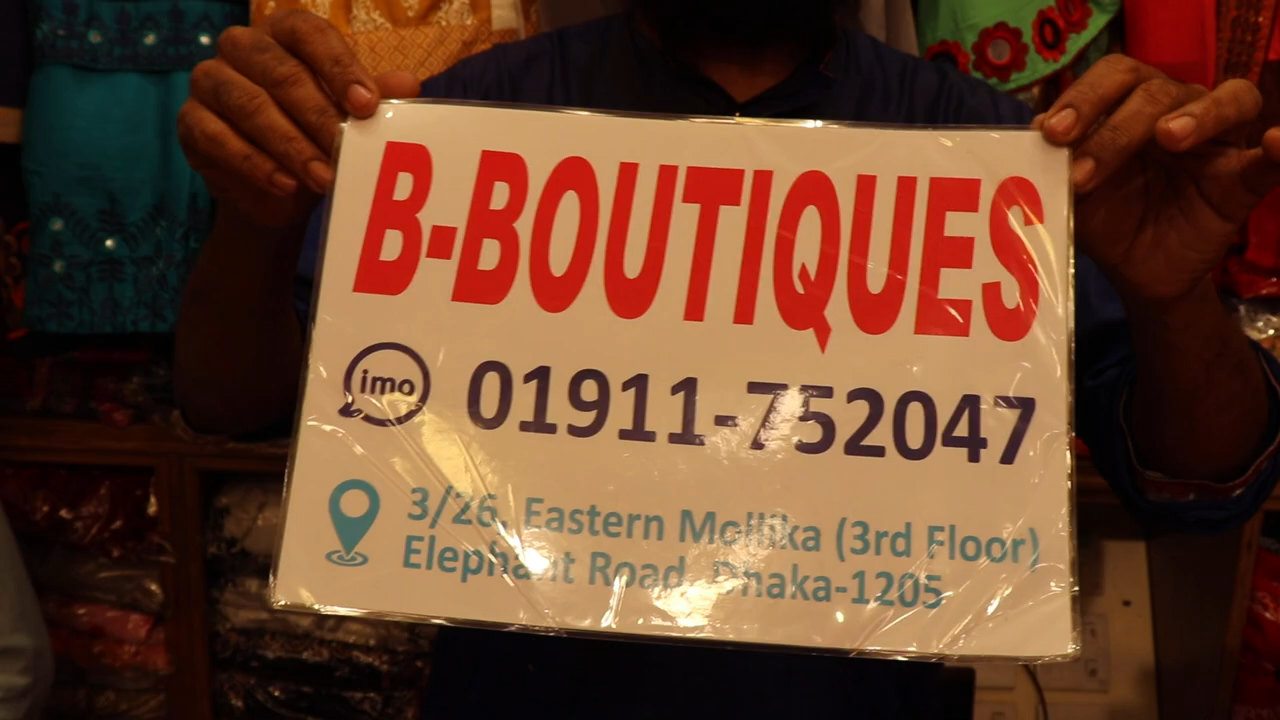 B-BOUTIQUES
imo 01911-752047
3/26, Eastern Mollika (3rd Floor)
Elephant Road, Dhaka-1205